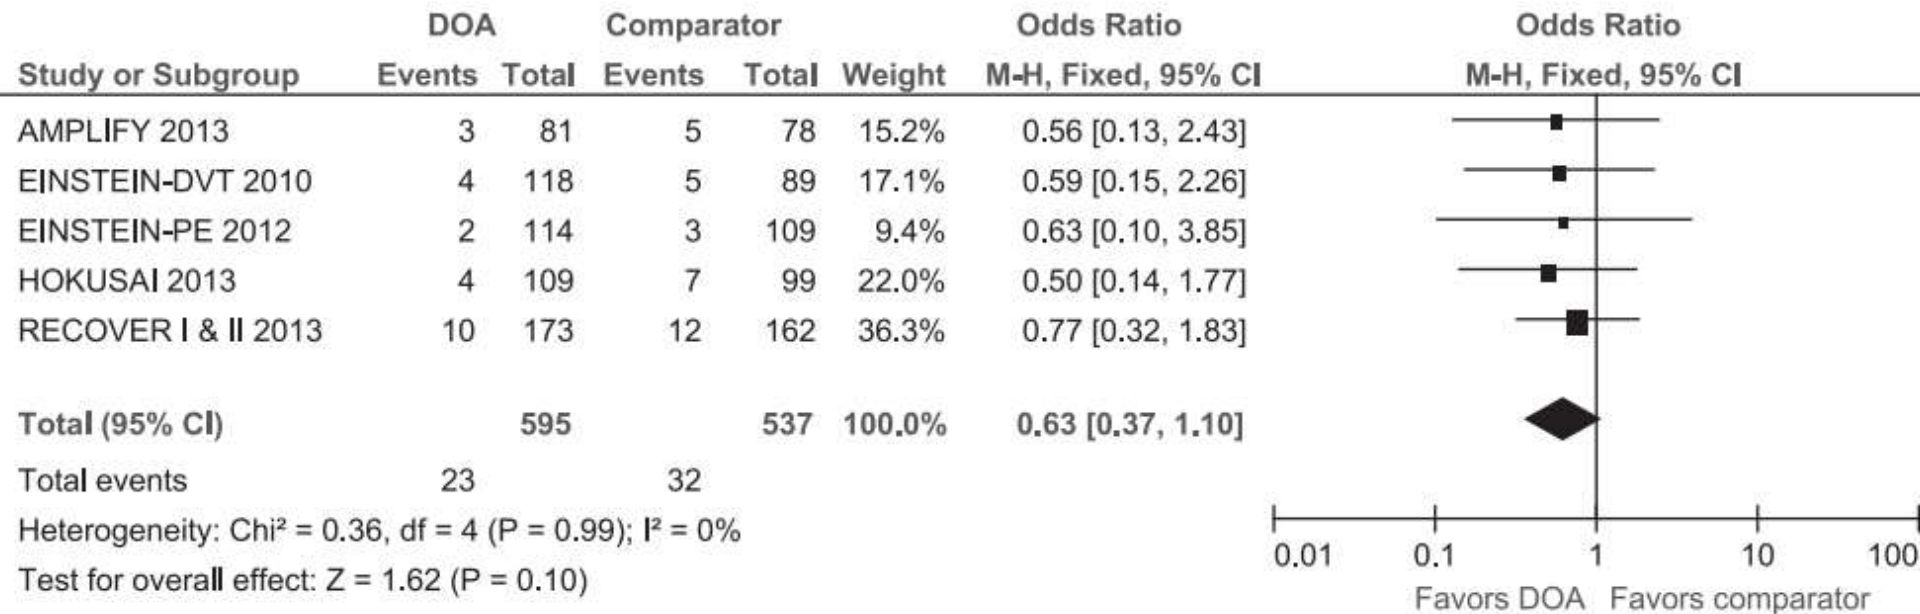 DOA Comparator Odds Ratio Odds Ratio
Study or Subgroup Events Total Events Total Weight M-H, Fixed, 95% CI M-H, Fixed, 95% CI
AMPLIFY 2013 3 81 5 78 15.2% 0.56 [0.13, 2.43]
EINSTEIN-DVT 2010 4 118 5 89 17.1% 0.59 [0.15, 2.26]
EINSTEIN-PE 2012 2 114 3 109 9.4% 0.63 [0.10, 3.85]
HOKUSAI 2013 4 109 7 99 22.0% 0.50 [0.14, 1.77]
RECOVER I & II 2013 10 173 12 162 36.3% 0.77 [0.32, 1.83]
Total (95% CI) 595 537 100.0% 0.63 [0.37, 1.10]
Total events 23 32
Heterogeneity: Chi² = 0.36, df = 4 (P = 0.99); I² = 0%
Test for overall effect: Z = 1.62 (P = 0.10)
0.01 0.1 1 10 100
Favors DOA Favors comparator